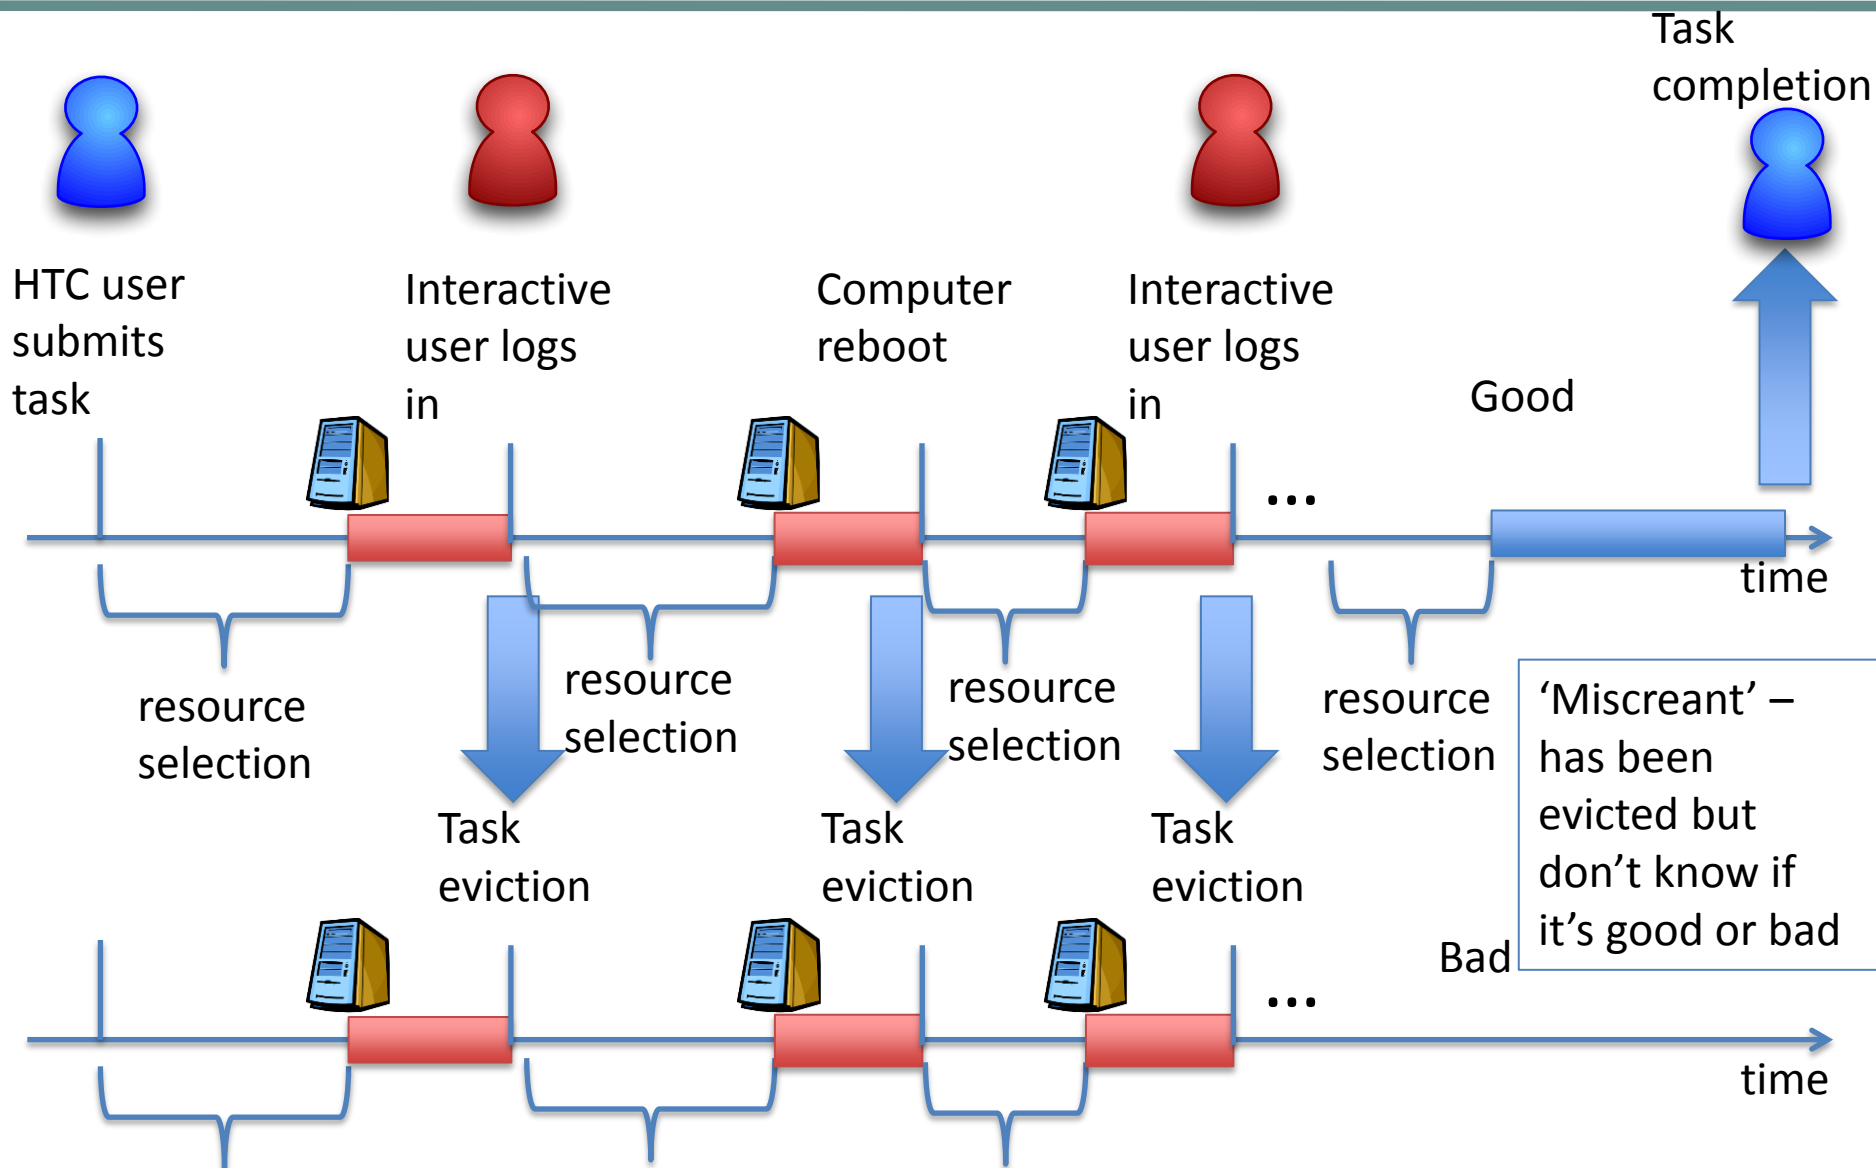 Task
completion
HTC user
submits
task
Interactive
user logs
in
Computer
reboot
Interactive
user logs
in
Good
...
time
resource
selection
resource
selection
resource
selection
resource
selection
‘Miscreant’ –
has been
evicted but
don’t know if
it’s good or bad
Task
eviction
Task
eviction
Task
eviction
Bad
...
time